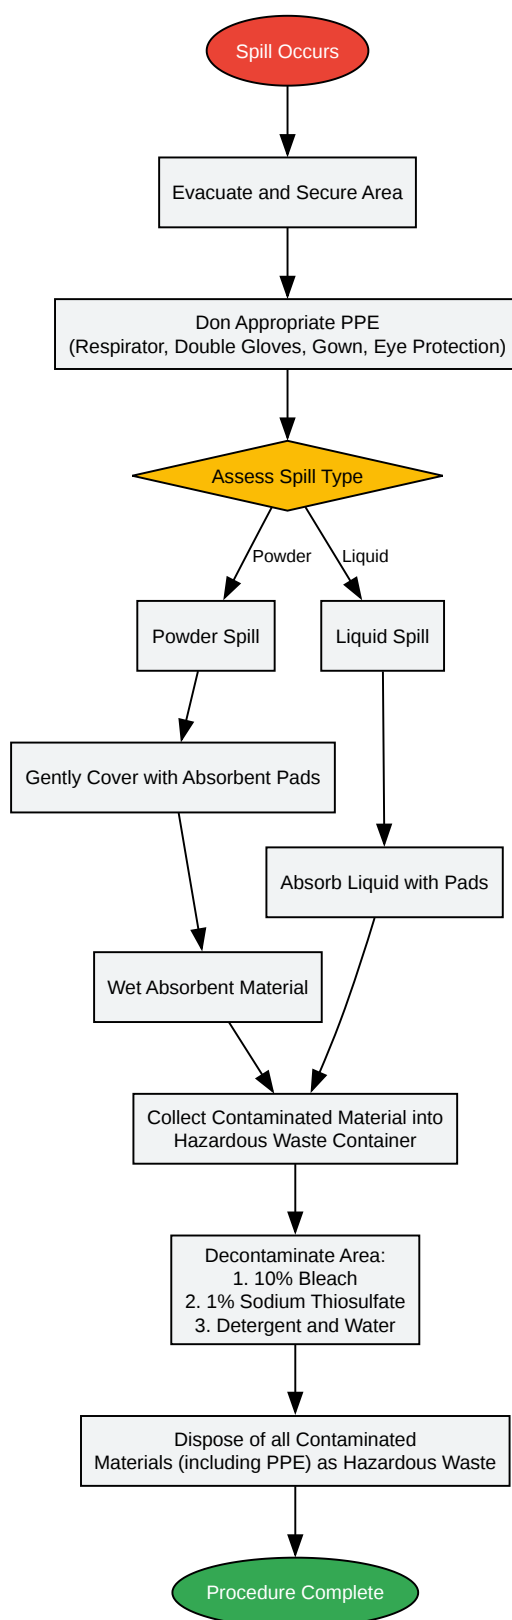 Spill Occurs
Evacuate and Secure Area
Don Appropriate PPE
(Respirator, Double Gloves, Gown, Eye Protection)
Assess Spill Type
Powder
Liquid
Powder Spill
Liquid Spill
Gently Cover with Absorbent Pads
Absorb Liquid with Pads
Wet Absorbent Material
Collect Contaminated Material into
Hazardous Waste Container
Decontaminate Area:
1. 10% Bleach
2. 1% Sodium Thiosulfate
3. Detergent and Water
Dispose of all Contaminated
Materials (including PPE) as Hazardous Waste
Procedure Complete